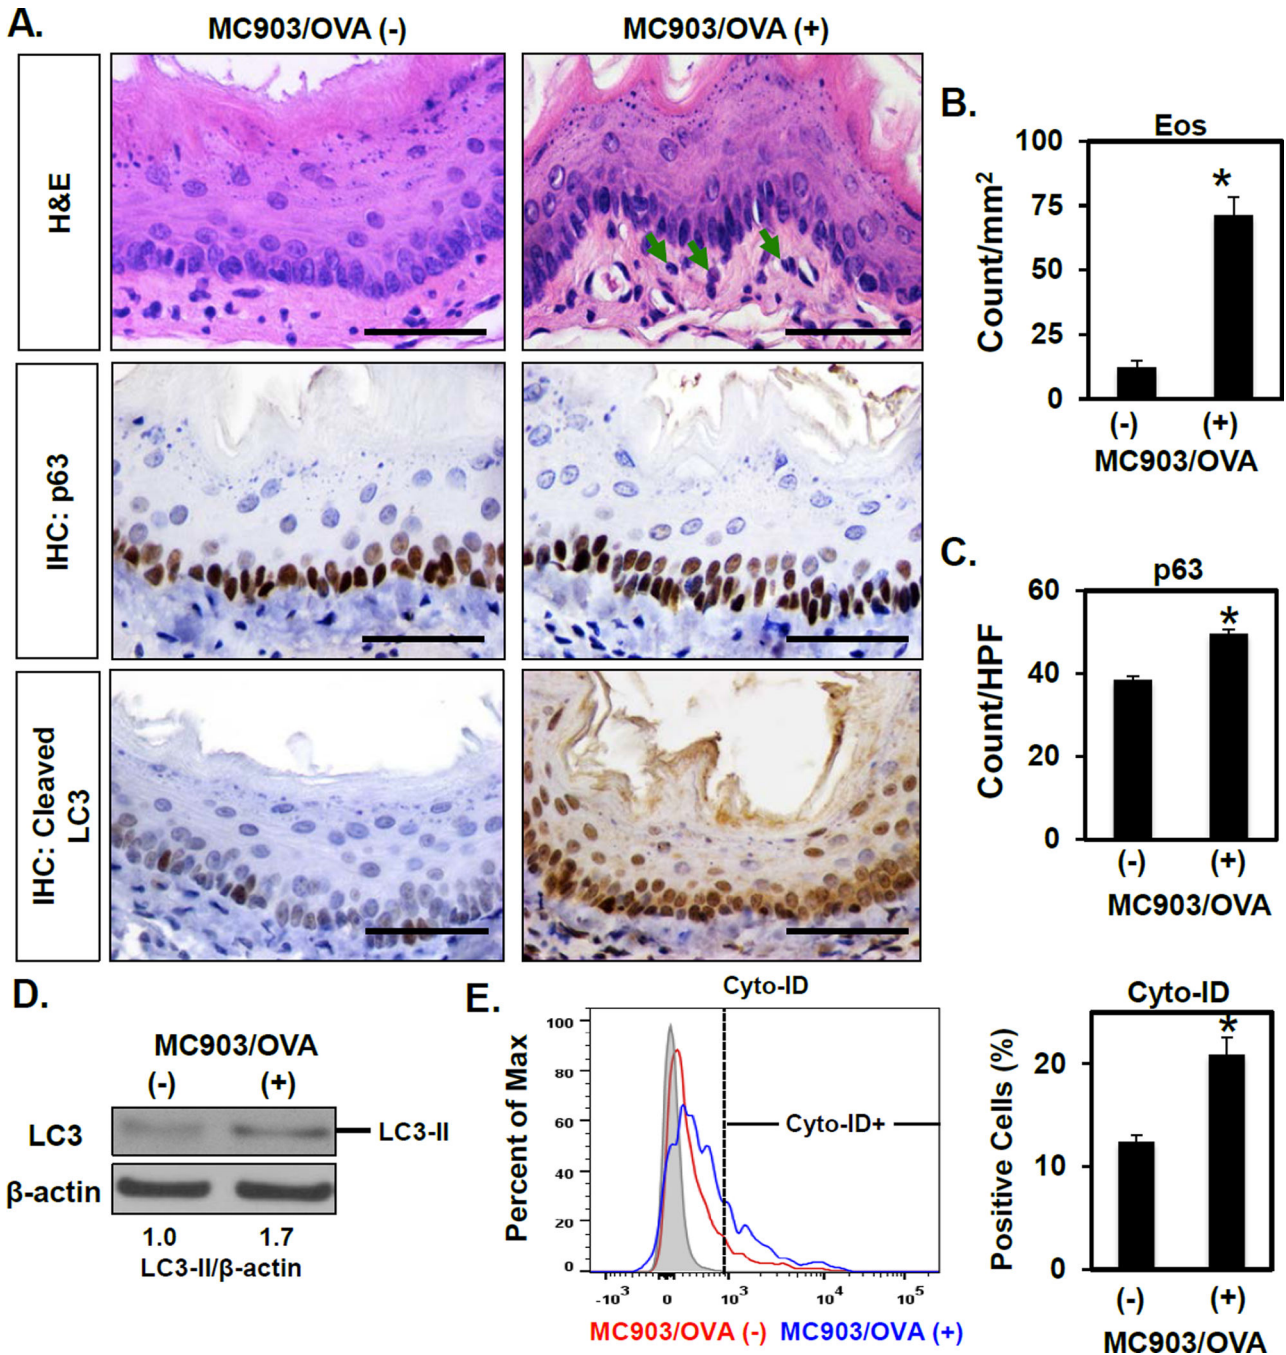 A.
MC903/OVA (-)
MC903/OVA (+)
H&E
IHC: p63
IHC: Cleaved
LC3
B.
Eos
100
75
50
25
0
Count/mm²
*
(-)
(+)
MC903/OVA
C.
p63
60
40
20
0
Count/HPF
*
(-)
(+)
MC903/OVA
D.
MC903/OVA
(-)
(+)
LC3
LC3-II
β-actin
1.0
1.7
LC3-II/β-actin
E.
Cyto-ID
Percent of Max
100
80
60
40
20
0
Cyto-ID+
-10³
0
10³
10⁴
10⁵
MC903/OVA (-)
MC903/OVA (+)
Cyto-ID
Positive Cells (%)
20
10
0
*
(-)
(+)
MC903/OVA